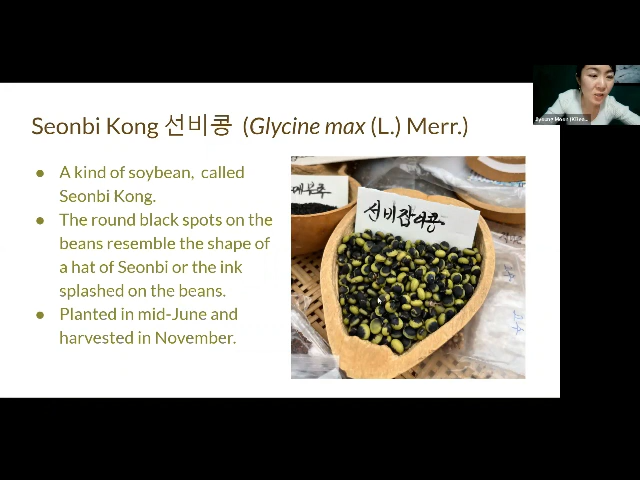 Seonbi Kong 선비콩 (Glycine max (L.) Merr.)
● A kind of soybean, called
Seonbi Kong.
● The round black spots on the
beans resemble the shape of
a hat of Seonbi or the ink
splashed on the beans.
● Planted in mid-June and
harvested in November.
선비잡이콩